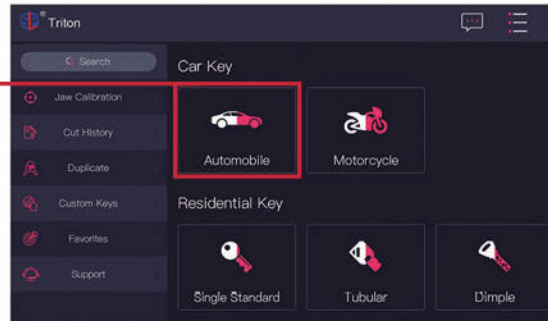 Triton
Search
Jaw Calibration
Cut History
Duplicate
Custom Keys
Favorites
Support
Car Key
Automobile
Motorcycle
Residential Key
Single Standard
Tubular
Dimple